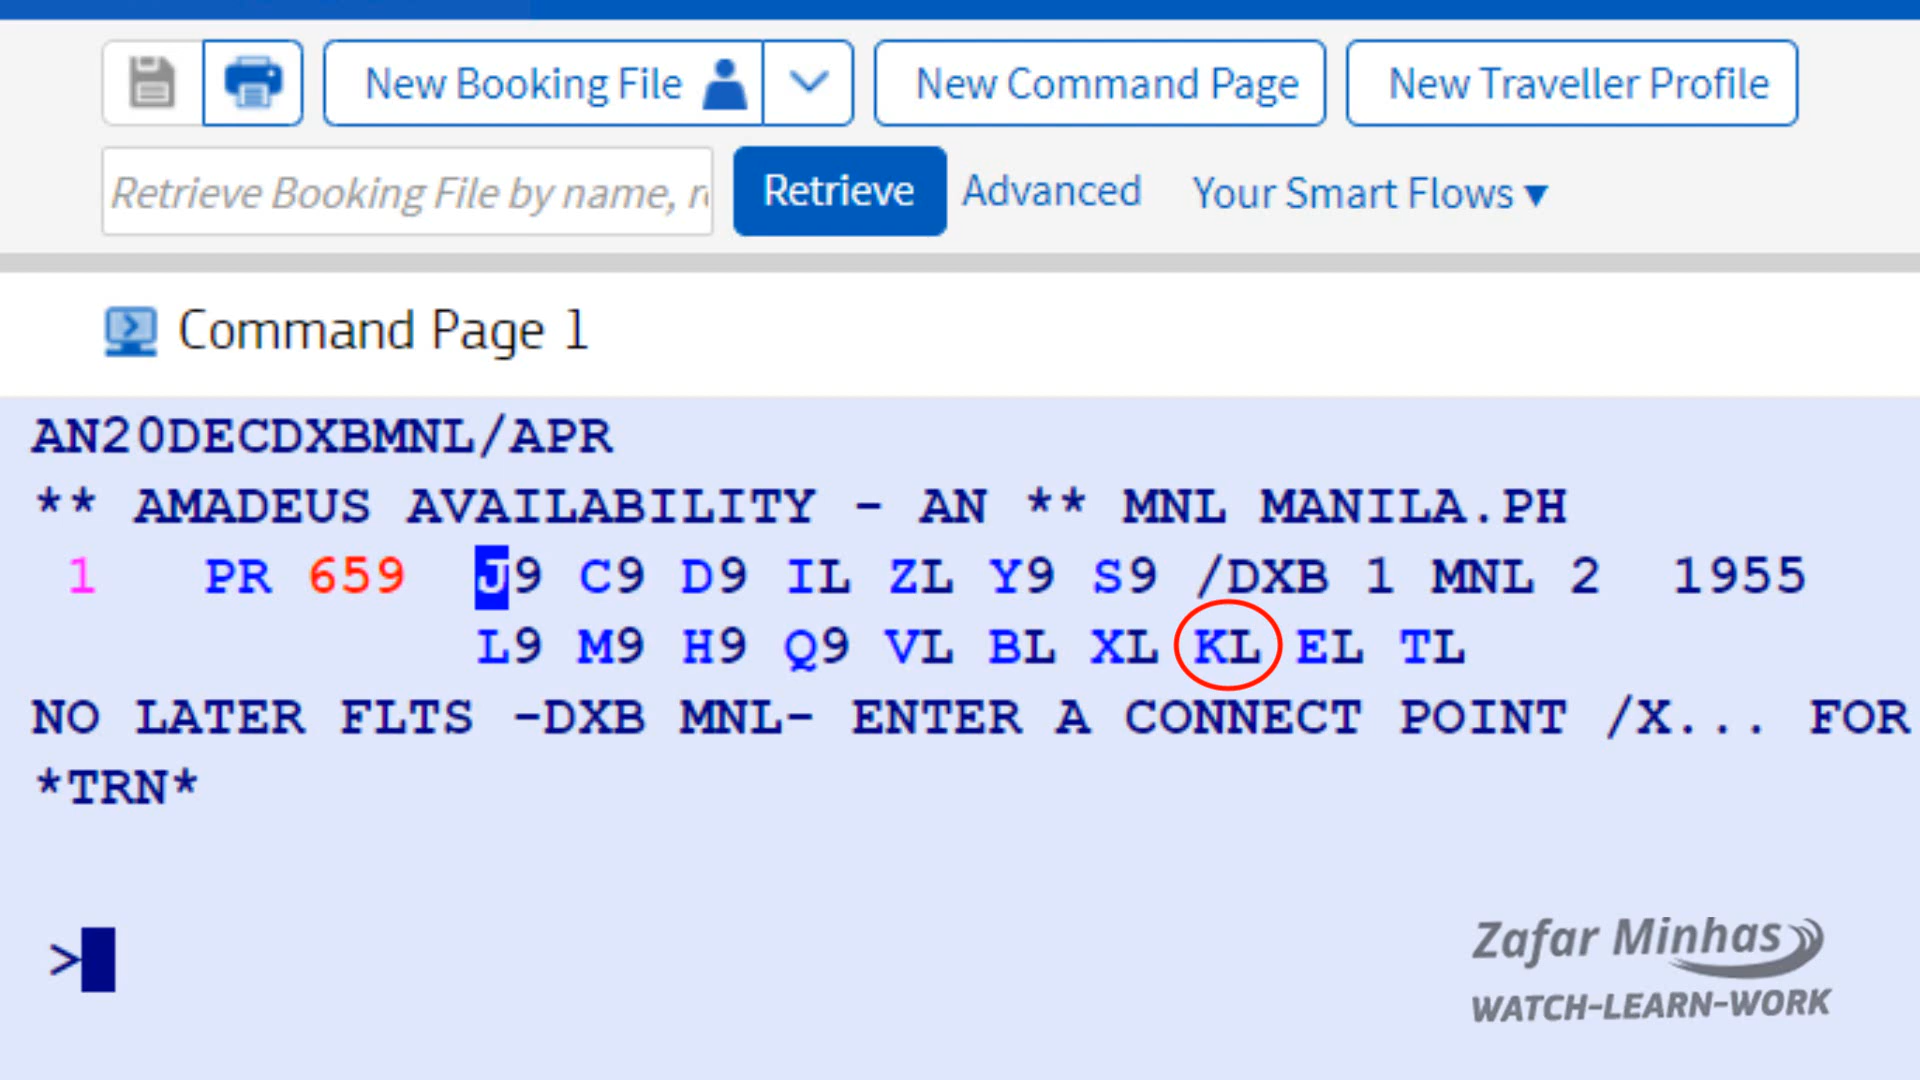 New Booking File
New Command Page
New Traveller Profile
Retrieve Booking File by name, r
Retrieve
Advanced
Your Smart Flows ▼
Command Page 1
AN20DECDXBMNL/APR
** AMADEUS AVAILABILITY - AN ** MNL MANILA.PH
1 PR 659 J9 C9 D9 IL ZL Y9 S9 /DXB 1 MNL 2 1955
L9 M9 H9 Q9 VL BL XL KL EL TL
NO LATER FLTS -DXB MNL- ENTER A CONNECT POINT /X... FOR
*TRN*
>
Zafar Minhas
WATCH-LEARN-WORK